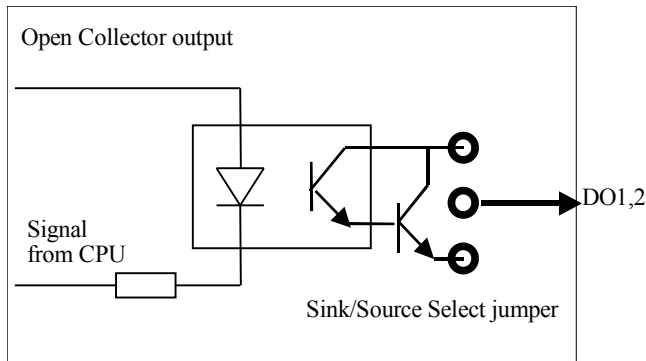 Open Collector output
DO1,2
Signal
from CPU
Sink/Source Select jumper